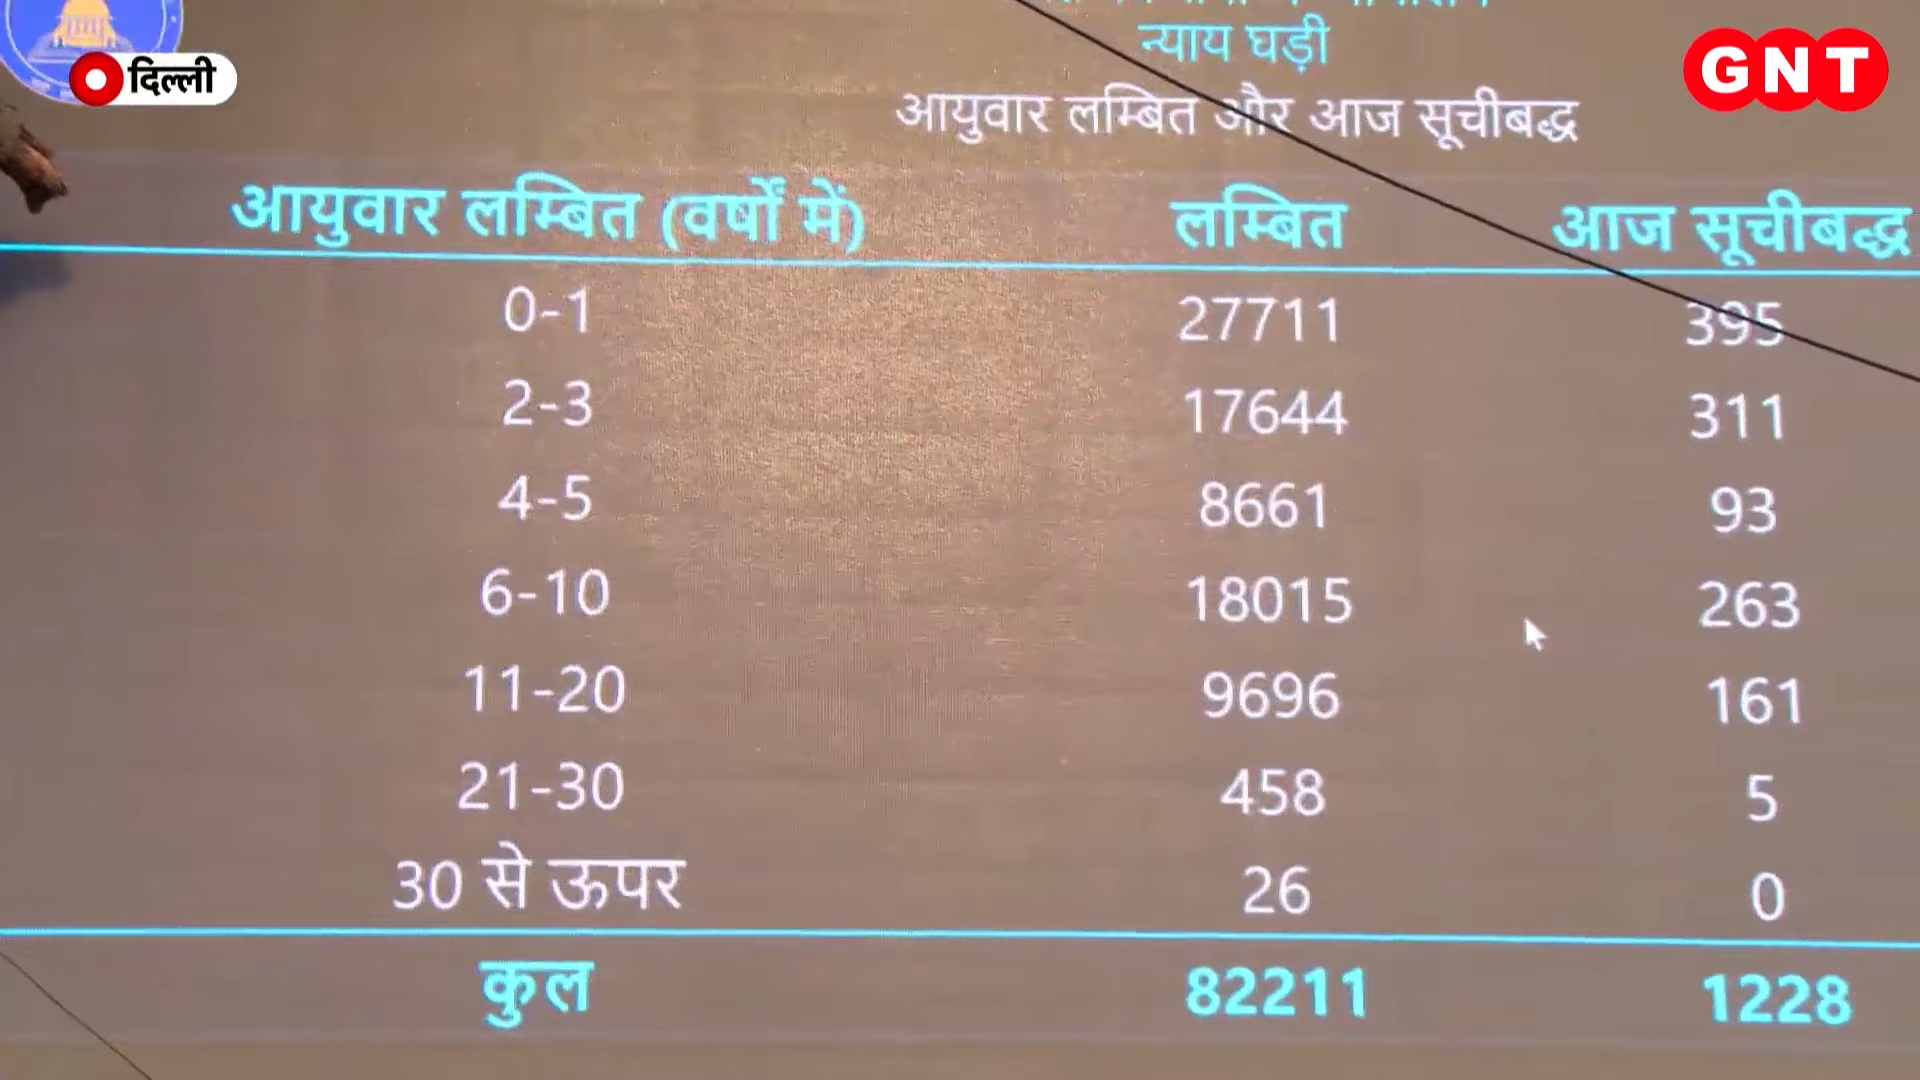 दिल्ली
GNT
न्याय घड़ी
आयुवार लम्बित और आज सूचीबद्ध
आयुवार लम्बित (वर्षों में) लम्बित आज सूचीबद्ध
0-1 27711 395
2-3 17644 311
4-5 8661 93
6-10 18015 263
11-20 9696 161
21-30 458 5
30 से ऊपर 26 0
कुल 82211 1228